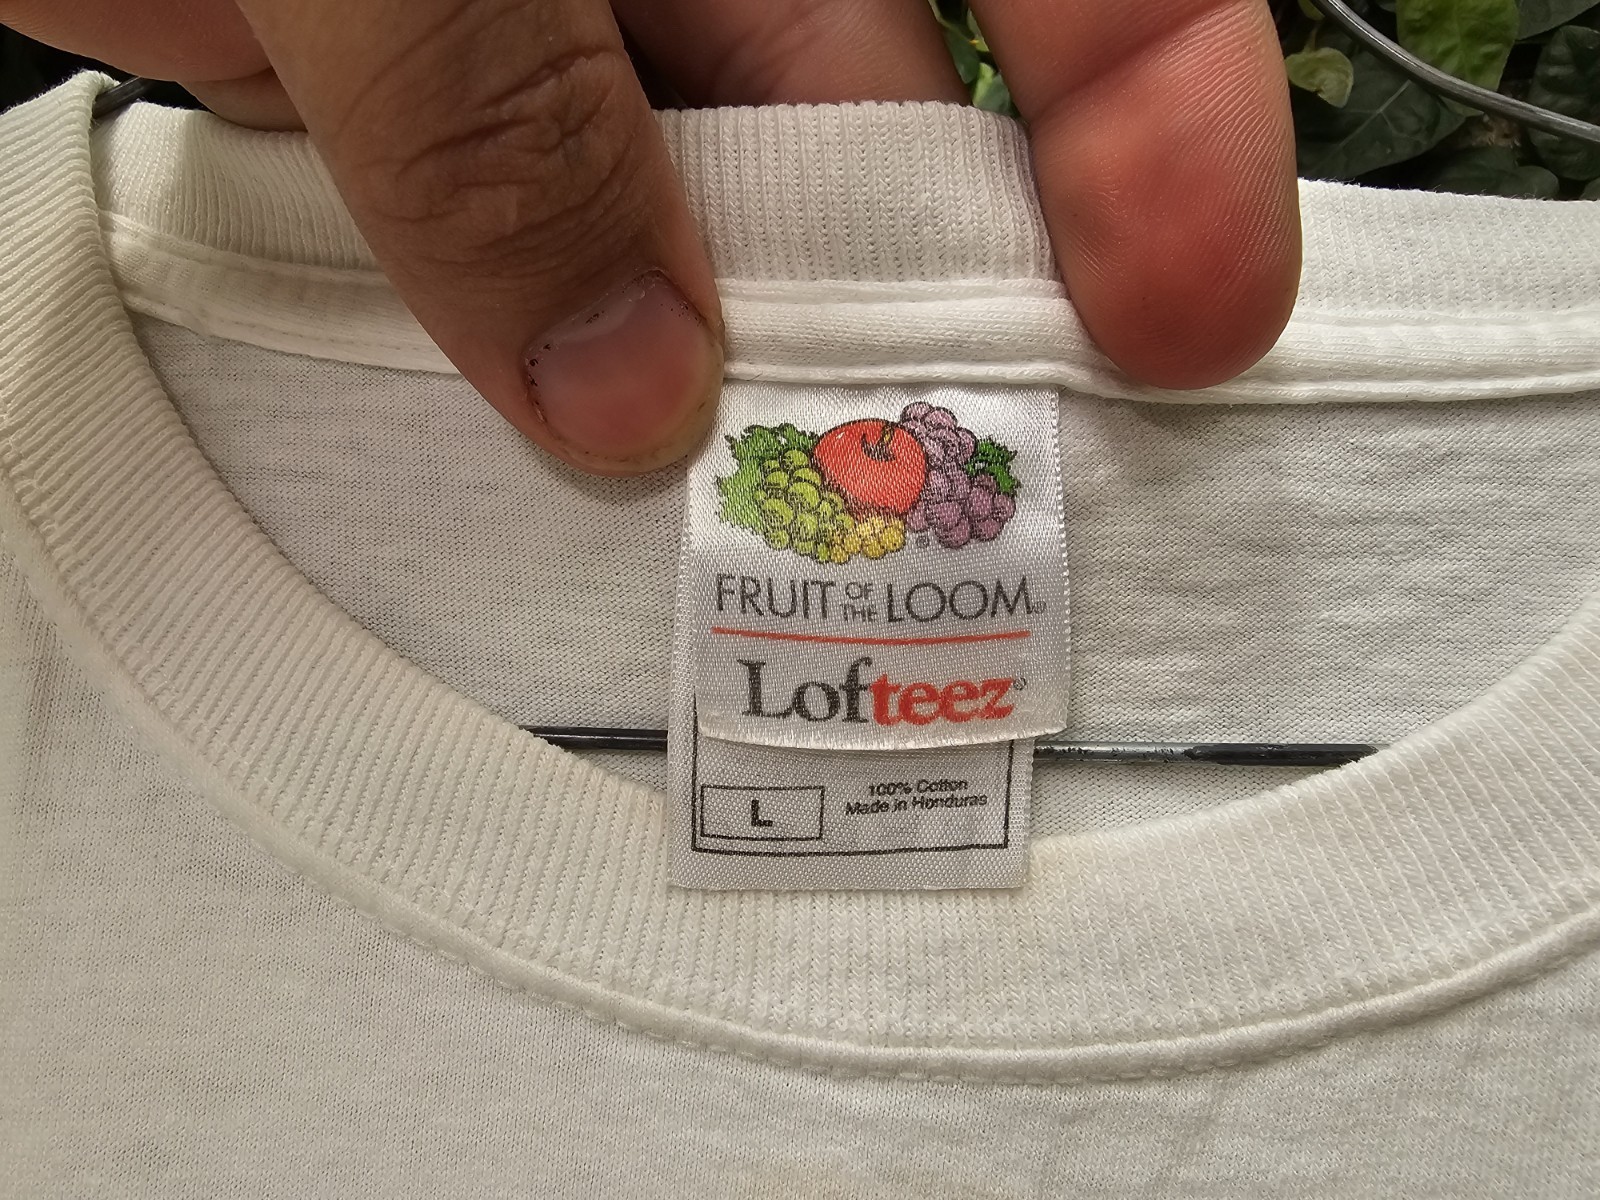 FRUIT OF THE LOOM®
Lofteez®
L
100% Cotton
Made in Honduras